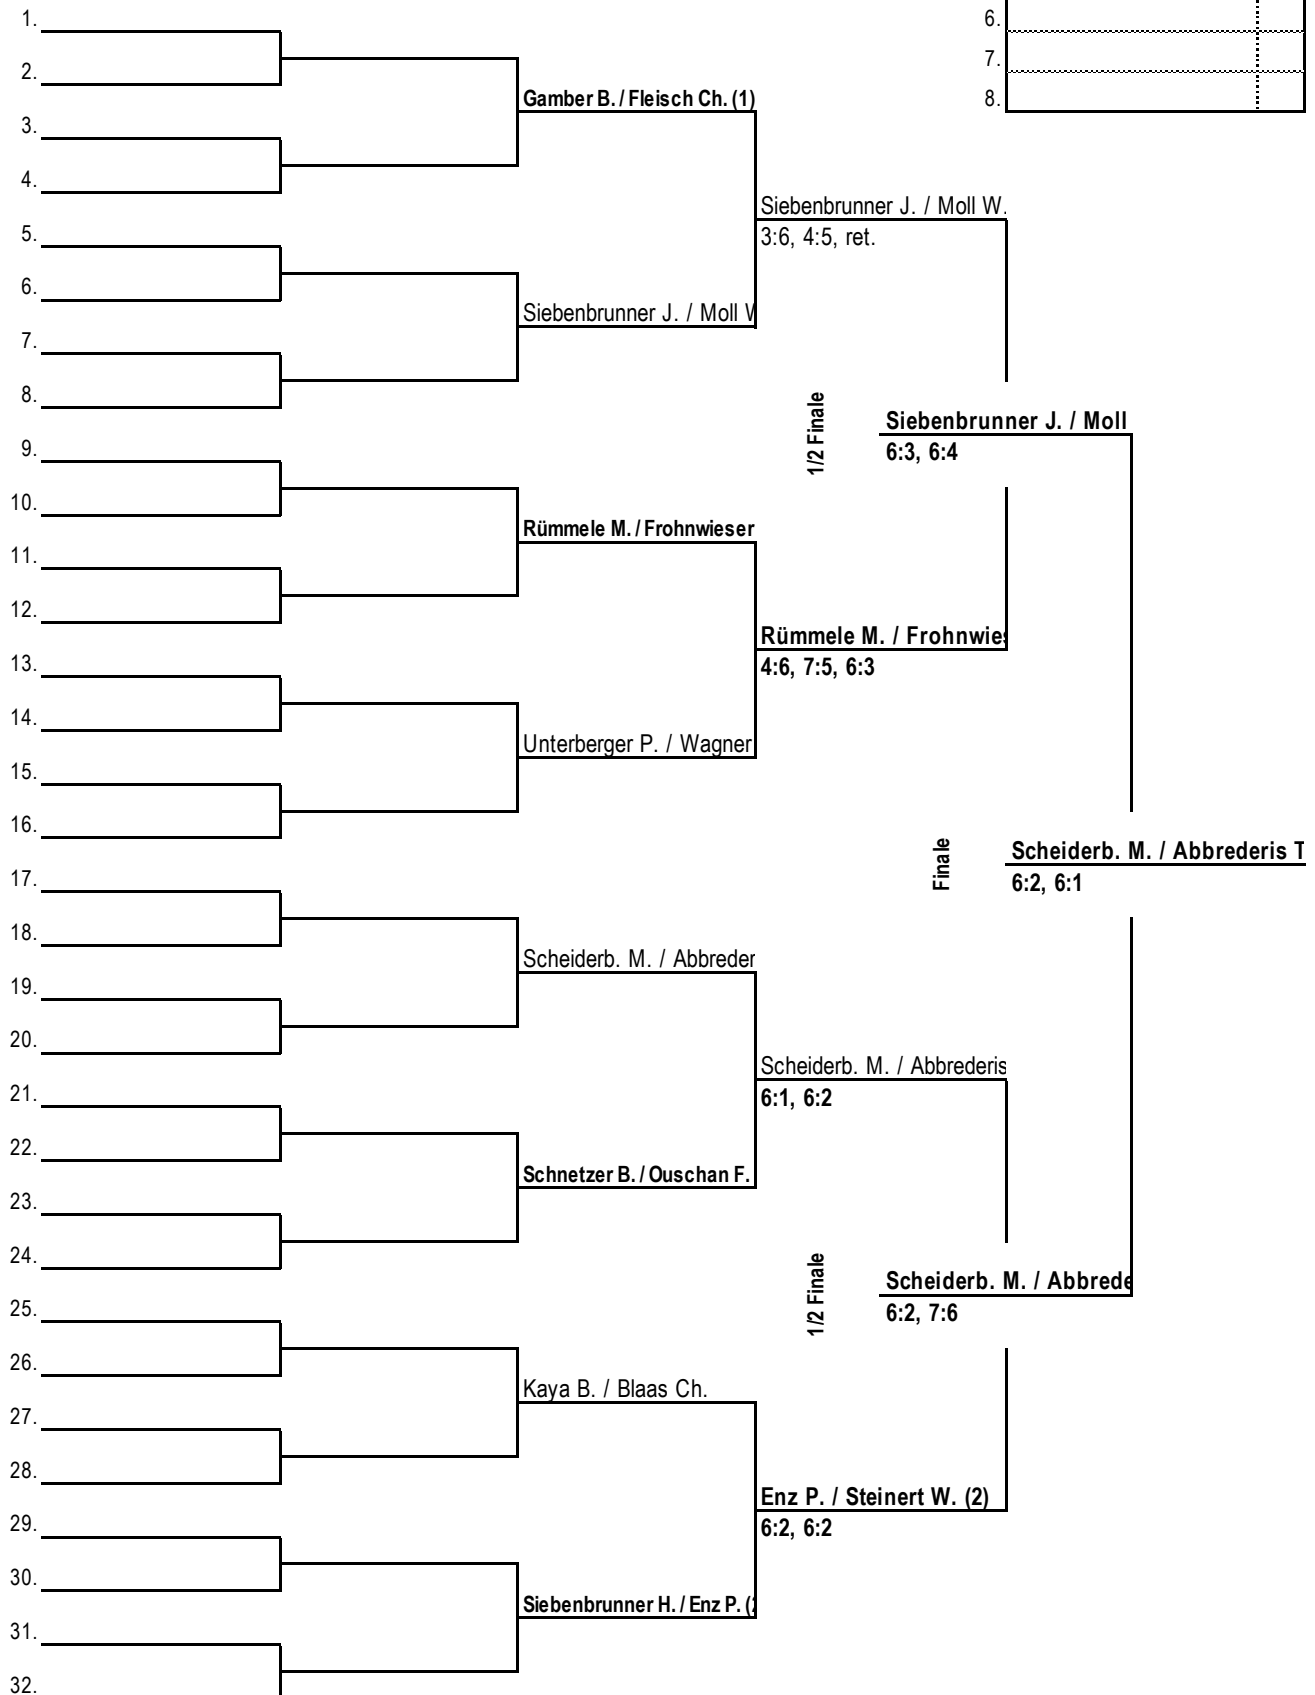 1.
6.
2.
7.
Gamber B. / Fleisch Ch. (1)
8.
3.
4.
Siebenbrunner J. / Moll W.
5.
3:6, 4:5, ret.
6.
Siebenbrunner J. / Moll
7.
8.
1/2 Finale
Siebenbrunner J. / Moll
9.
6:3, 6:4
10.
Rümmele M. / Frohnwieser
11.
12.
Rümmele M. / Frohnwies
13.
4:6, 7:5, 6:3
14.
Unterberger P. / Wagner
15.
16.
Finale
Scheiderb. M. / Abbrederis T
17.
6:2, 6:1
18.
Scheiderb. M. / Abbreder
19.
20.
Scheiderb. M. / Abbrederis
21.
6:1, 6:2
22.
Schnetzer B. / Ouschan F.
23.
24.
1/2 Finale
Scheiderb. M. / Abbrede
25.
6:2, 7:6
26.
Kaya B. / Blaas Ch.
27.
28.
Enz P. / Steinert W. (2)
29.
6:2, 6:2
30.
Siebenbrunner H. / Enz P. (2
31.
32.